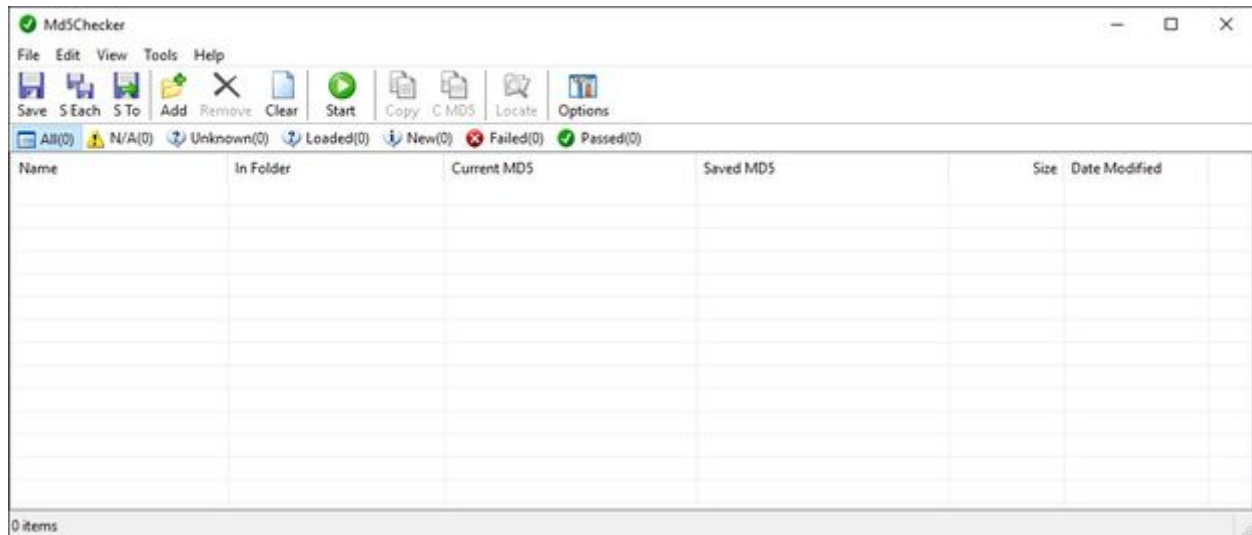 Md5Checker
File Edit View Tools Help
Save S Each S To Add Remove Clear Start Copy C MD5 Locate Options
All(0) N/A(0) Unknown(0) Loaded(0) New(0) Failed(0) Passed(0)
Name In Folder Current MD5 Saved MD5 Size Date Modified
0 items